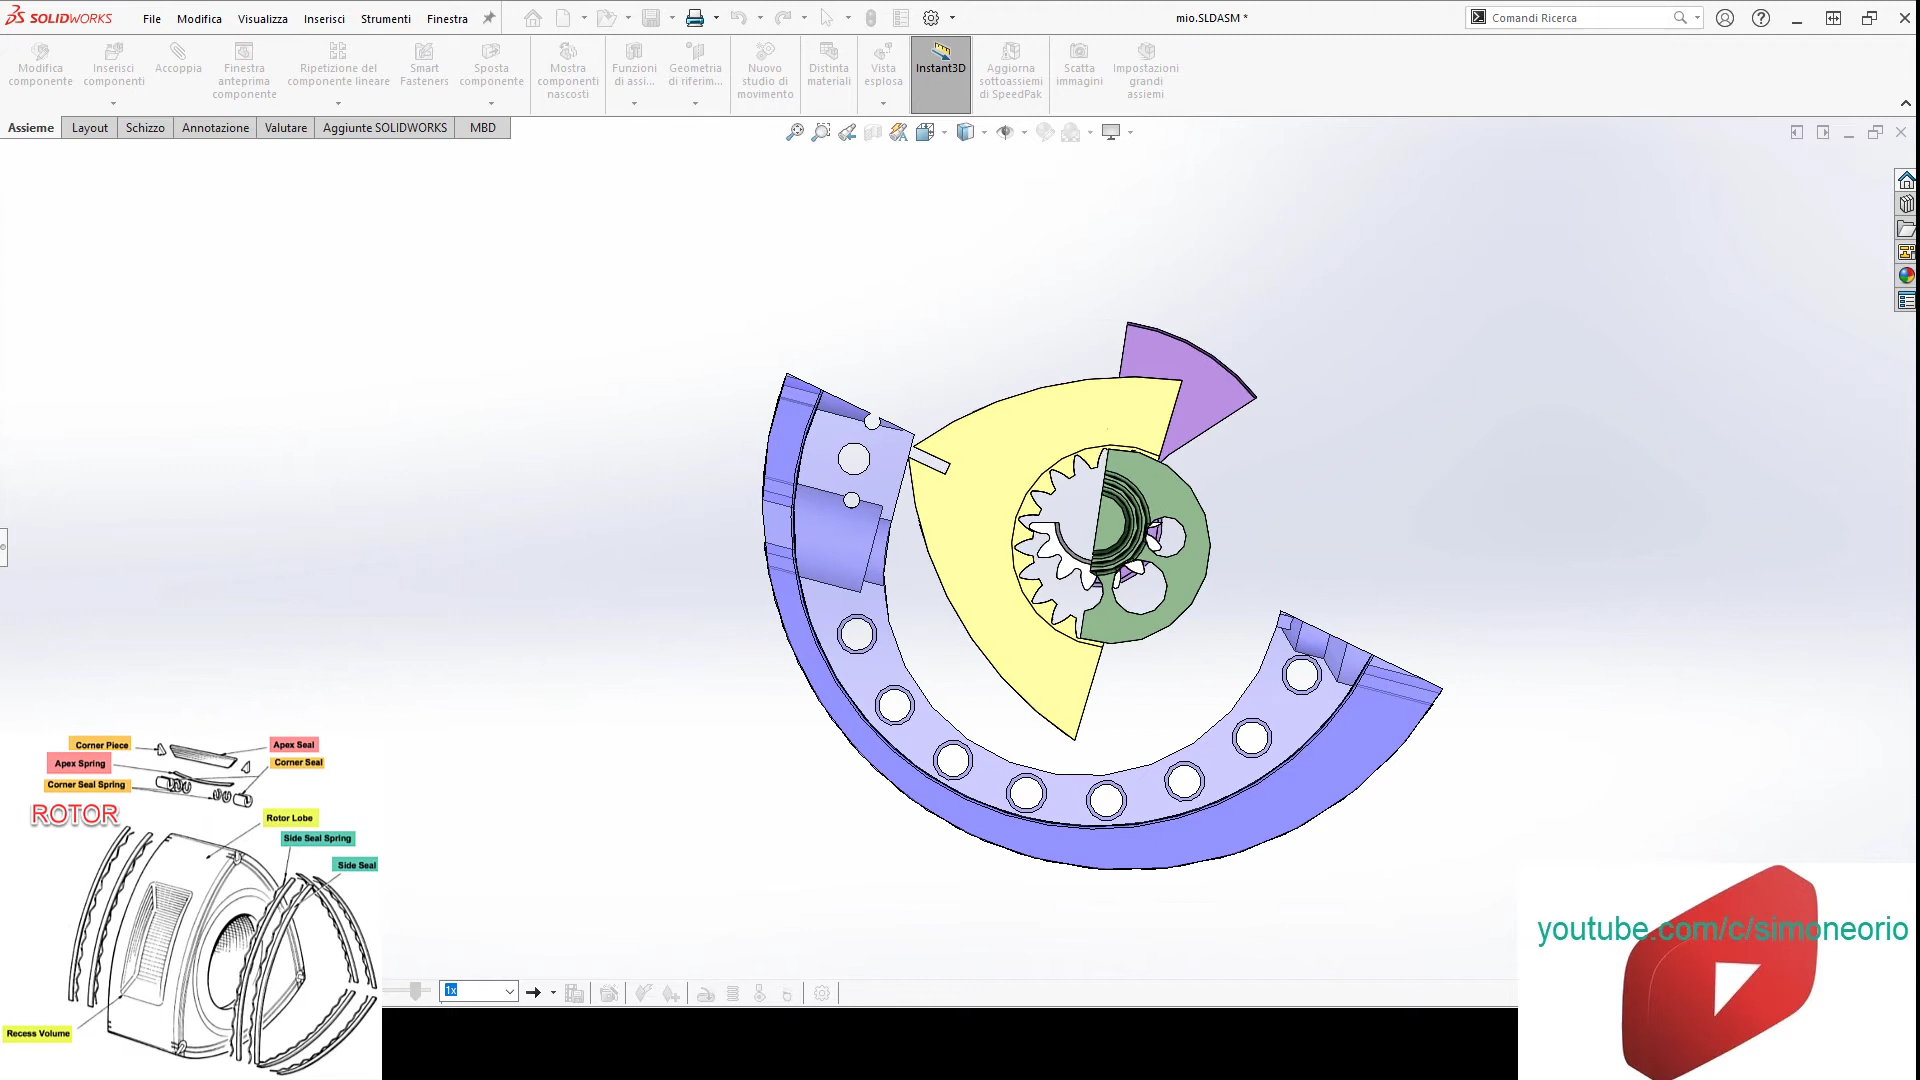 SOLIDWORKS
File Modifica Visualizza Inserisci Strumenti Finestra
mio.SLDASM *
Comandi Ricerca
Modifica componente
Inserisci componenti
Accoppia
Finestra anteprima componente
Ripetizione del componente lineare
Smart Fasteners
Sposta componente
Mostra componenti nascosti
Funzioni di assi...
Geometria di riferim...
Nuovo studio di movimento
Distinta materiali
Vista esplosa
Instant3D
Aggiorna sottoassiemi di SpeedPak
Scatta immagini
Impostazioni grandi assiemi
Assieme Layout Schizzo Annotazione Valutare Aggiunte SOLIDWORKS MBD
Corner Piece
Apex Seal
Apex Spring
Corner Seal
Corner Seal Spring
ROTOR
Rotor Lobe
Side Seal Spring
Side Seal
Recess Volume
1x
youtube.com/c/simoneorio